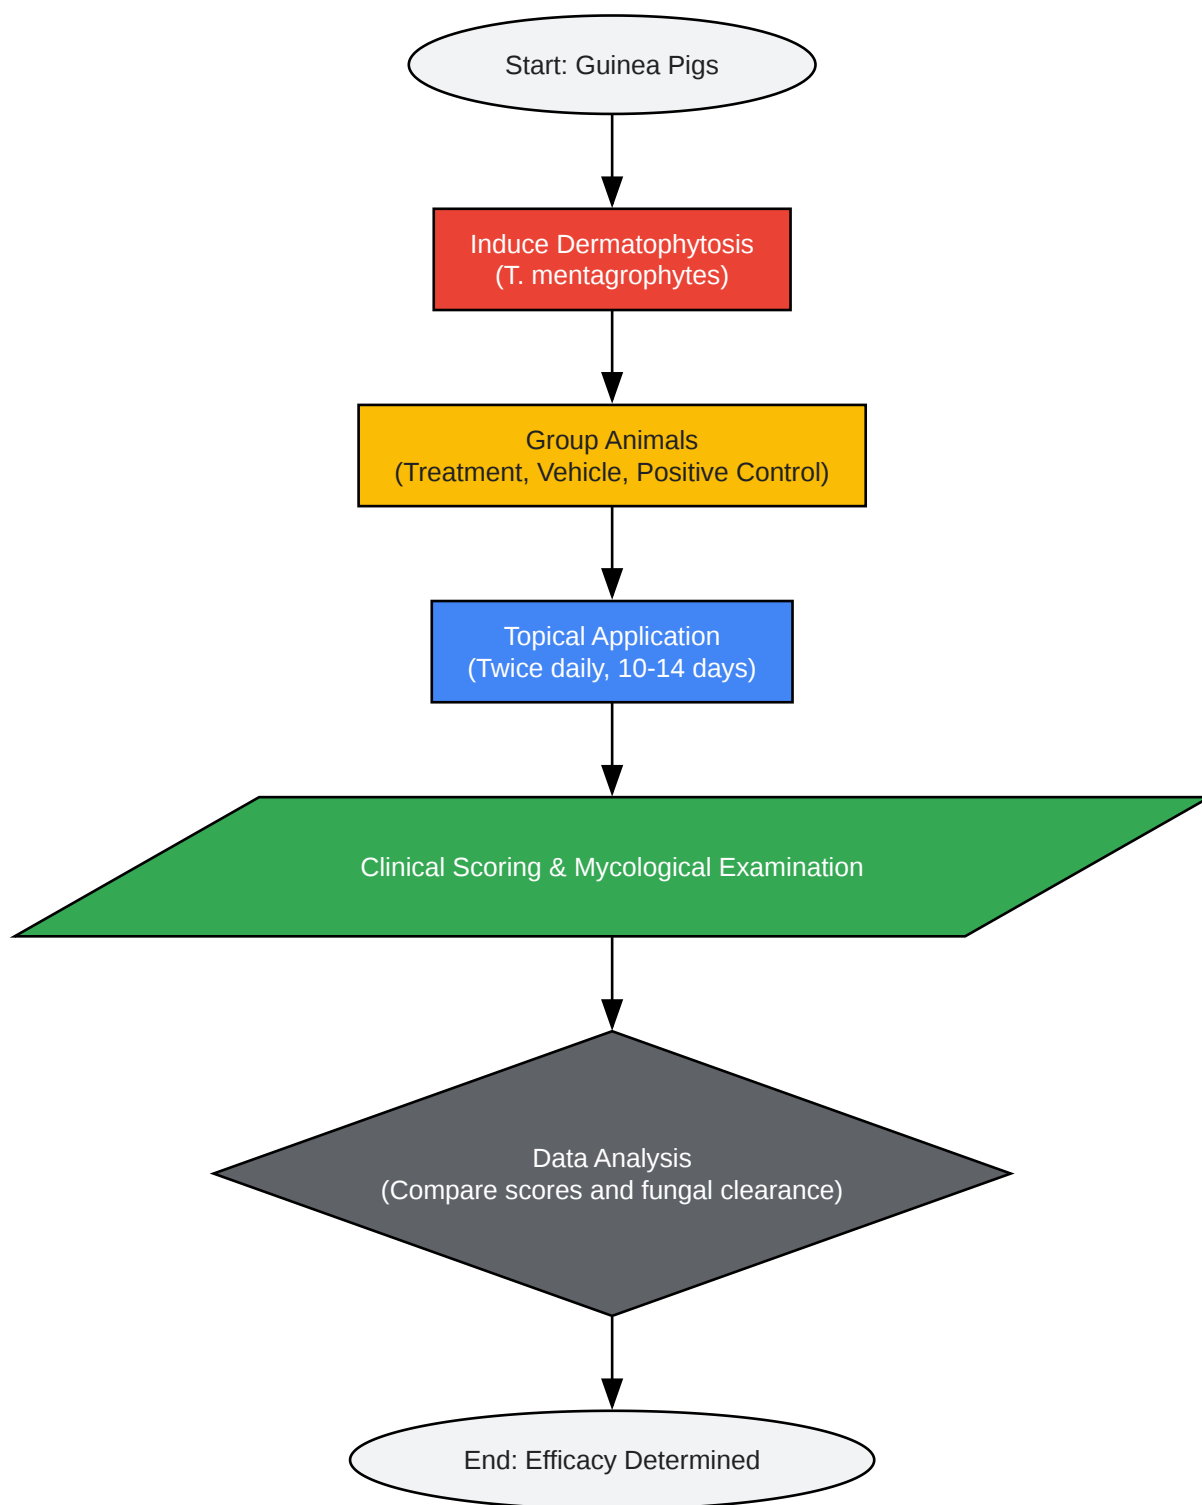 Start: Guinea Pigs
Induce Dermatophytosis
(T. mentagrophytes)
Group Animals
(Treatment, Vehicle, Positive Control)
Topical Application
(Twice daily, 10-14 days)
Clinical Scoring & Mycological Examination
Data Analysis
(Compare scores and fungal clearance)
End: Efficacy Determined